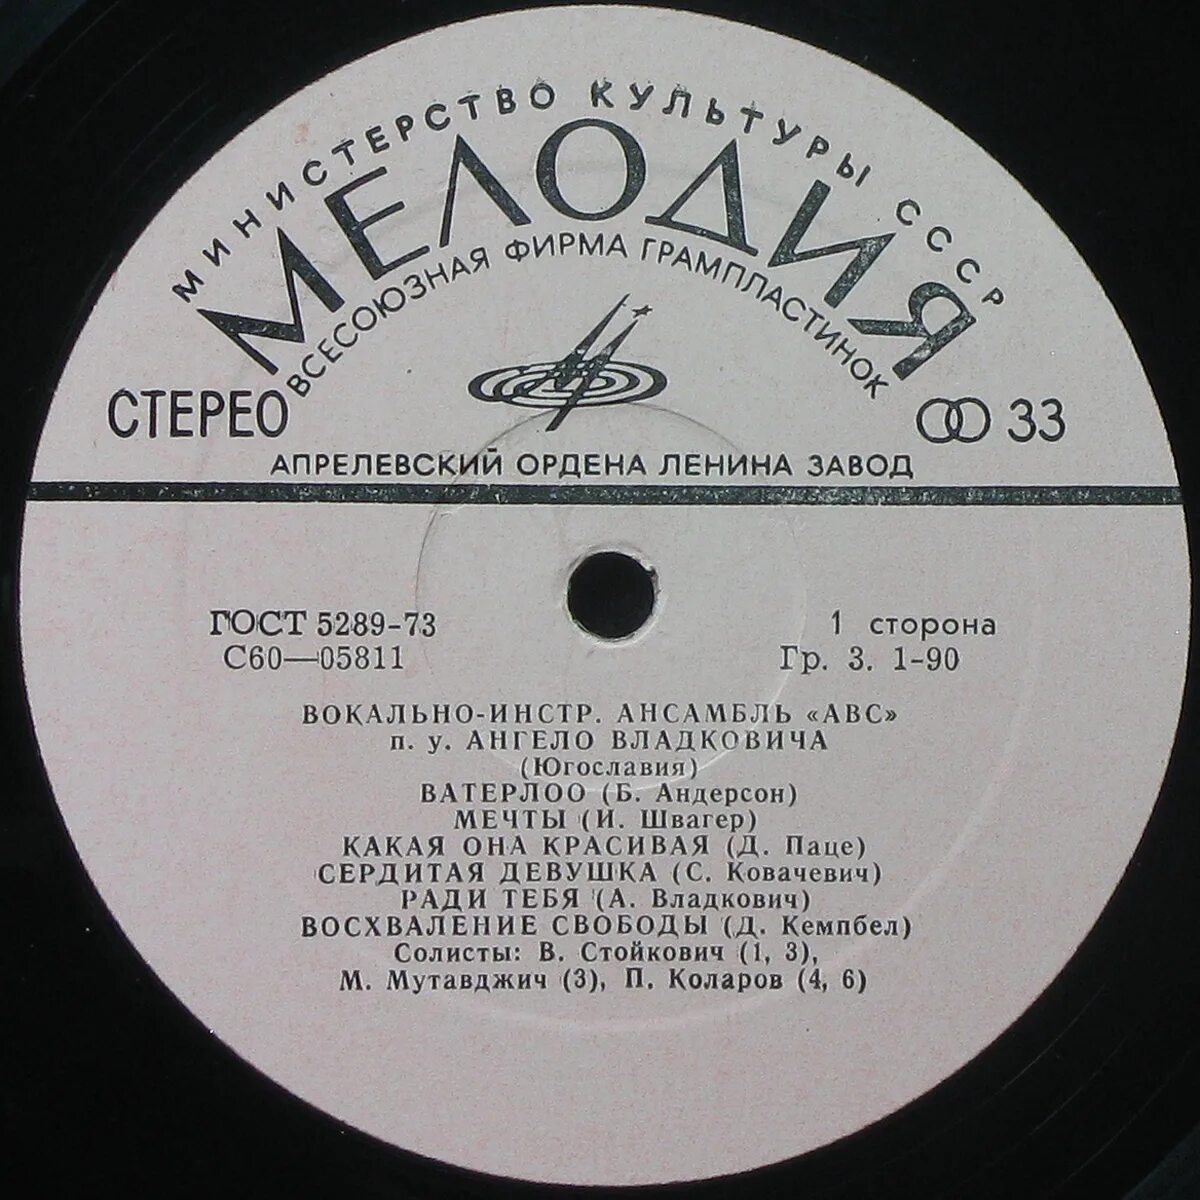 МИНИСТЕРСТВО КУЛЬТУРЫ СССР
МЕЛОДИЯ
ВСЕСОЮЗНАЯ ФИРМА ГРАМПЛАСТИНОК
СТЕРЕО
33
АПРЕЛЕВСКИЙ ОРДЕНА ЛЕНИНА ЗАВОД
ГОСТ 5289-73
1 сторона
С60—05811
Гр. 3. 1-90
ВОКАЛЬНО-ИНСТР. АНСАМБЛЬ «АВС»
п. у. АНГЕЛО ВЛАДКОВИЧА
(Югославия)
ВАТЕРЛОО (Б. Андерсон)
МЕЧТЫ (И. Швагер)
КАКАЯ ОНА КРАСИВАЯ (Д. Паце)
СЕРДИТАЯ ДЕВУШКА (С. Ковачевич)
РАДИ ТЕБЯ (А. Владкович)
ВОСХВАЛЕНИЕ СВОБОДЫ (Д. Кемпбел)
Солисты: В. Стойкович (1, 3),
М. Мутавджич (3), П. Коларов (4, 6)